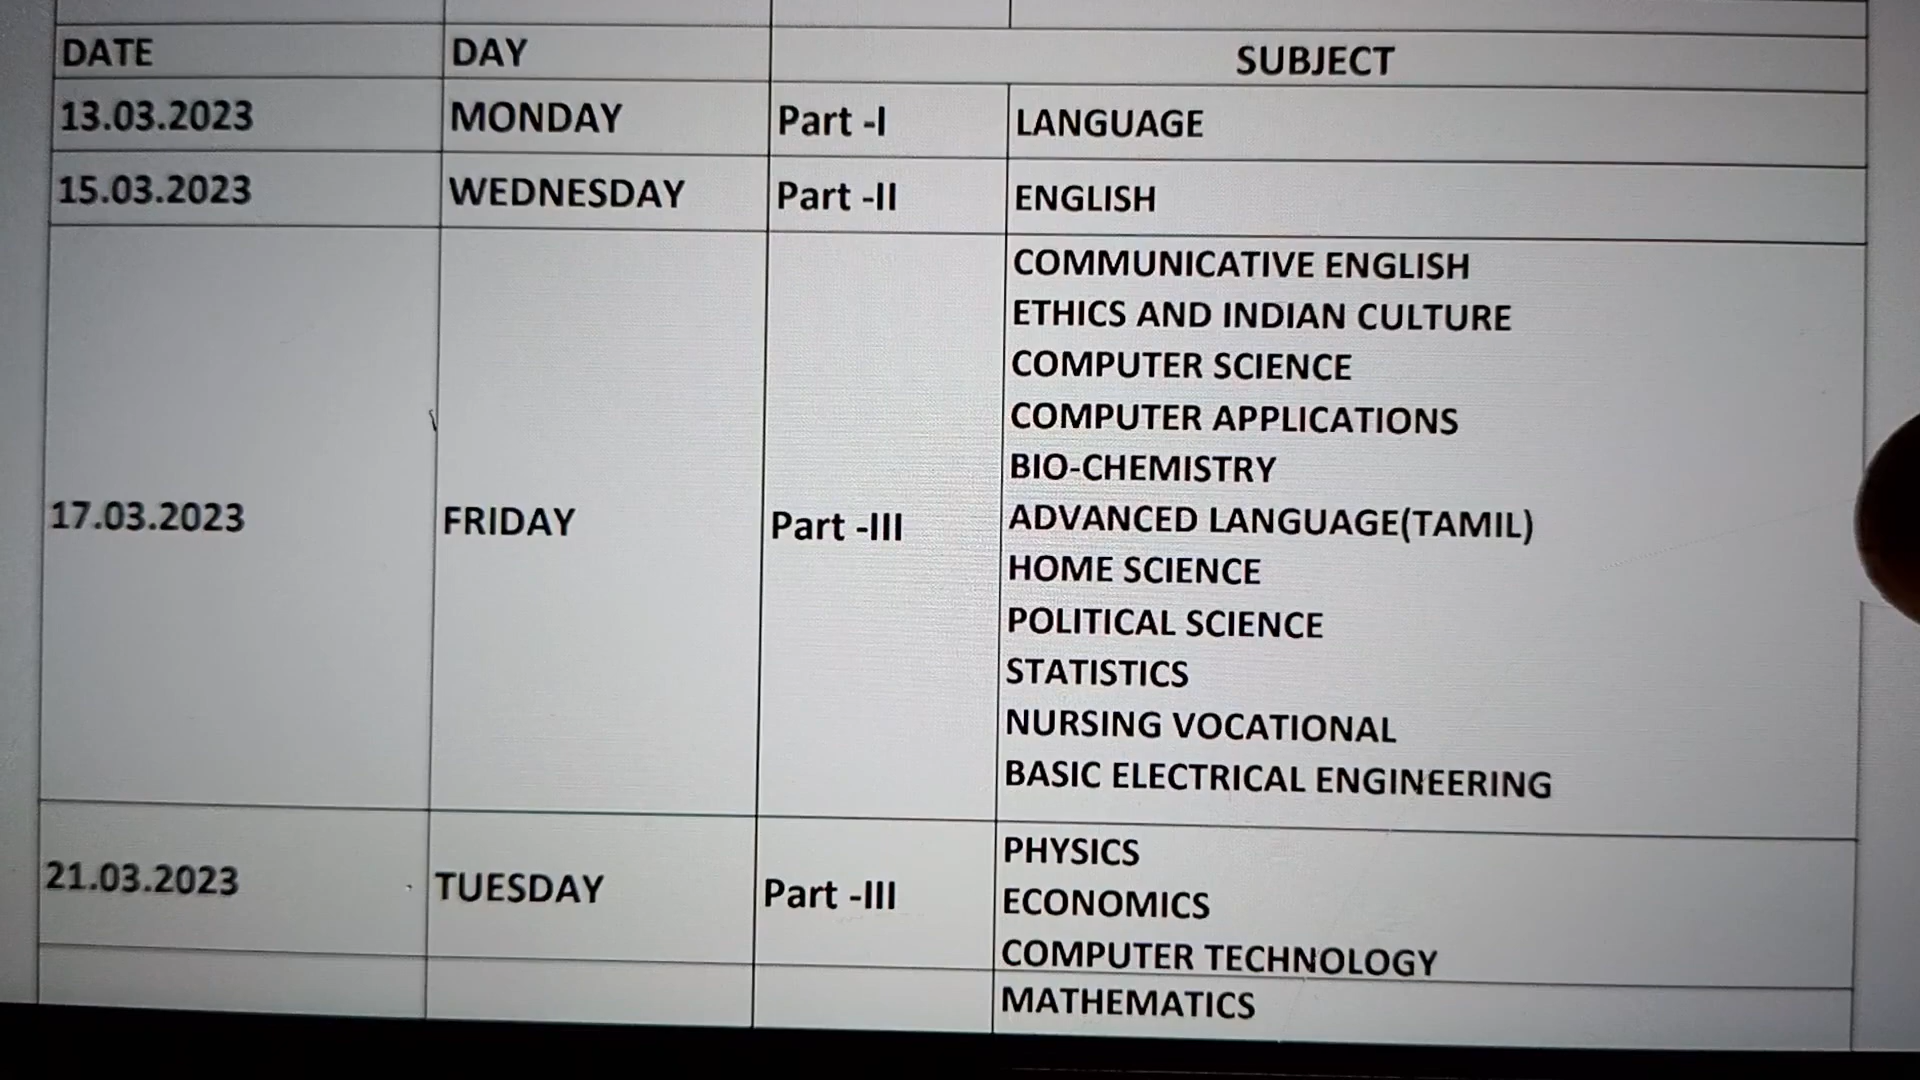 DATE DAY SUBJECT
13.03.2023 MONDAY Part -I LANGUAGE
15.03.2023 WEDNESDAY Part -II ENGLISH
COMMUNICATIVE ENGLISH
ETHICS AND INDIAN CULTURE
COMPUTER SCIENCE
COMPUTER APPLICATIONS
BIO-CHEMISTRY
17.03.2023 FRIDAY Part -III ADVANCED LANGUAGE(TAMIL)
HOME SCIENCE
POLITICAL SCIENCE
STATISTICS
NURSING VOCATIONAL
BASIC ELECTRICAL ENGINEERING
PHYSICS
21.03.2023 TUESDAY Part -III ECONOMICS
COMPUTER TECHNOLOGY
MATHEMATICS